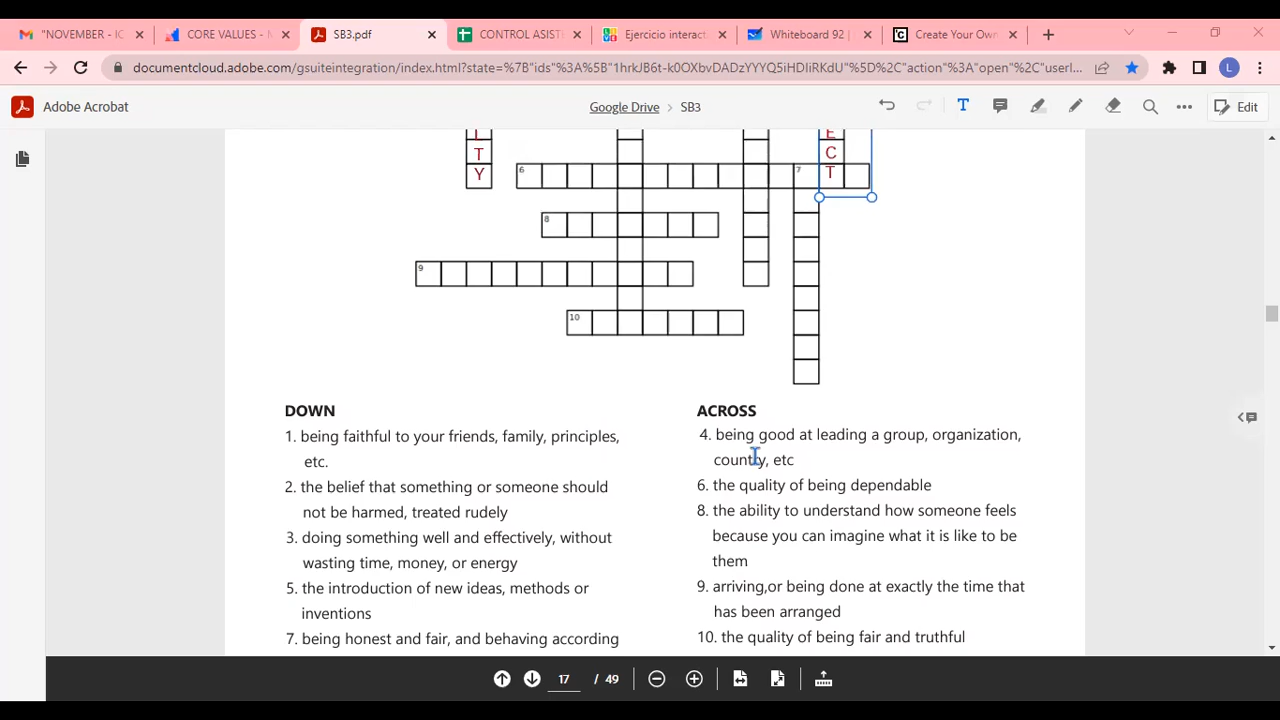 "NOVEMBER - IC
CORE VALUES - M
SB3.pdf
CONTROL ASIST
Ejercicio interact
Whiteboard 92 |
Create Your Own
documentcloud.adobe.com/gsuiteintegration/index.html?state=%7B"ids"%3A%5B"1hrkJB6t-k0OXbvDADzYYYQ5iHDIiRKdU"%5D%2C"action"%3A"open"%2C"userI...
L
Adobe Acrobat
Google Drive > SB3
T
Edit
L
T
Y
E
C
T
6
7
8
9
10
DOWN
1. being faithful to your friends, family, principles,
etc.
2. the belief that something or someone should
not be harmed, treated rudely
3. doing something well and effectively, without
wasting time, money, or energy
5. the introduction of new ideas, methods or
inventions
7. being honest and fair, and behaving according
ACROSS
4. being good at leading a group, organization,
country, etc
6. the quality of being dependable
8. the ability to understand how someone feels
because you can imagine what it is like to be
them
9. arriving,or being done at exactly the time that
has been arranged
10. the quality of being fair and truthful
17 / 49